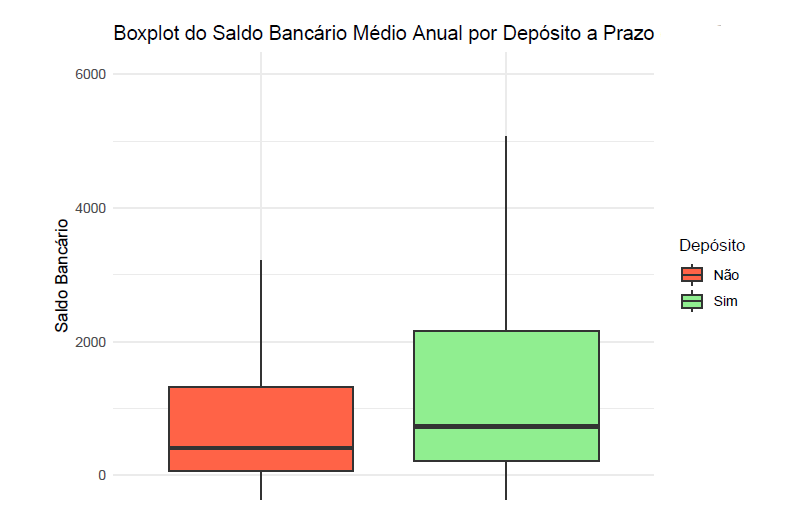 Boxplot do Saldo Bancário Médio Anual por Depósito a Prazo
6000
4000
2000
0
Saldo Bancário
Depósito
Não
Sim